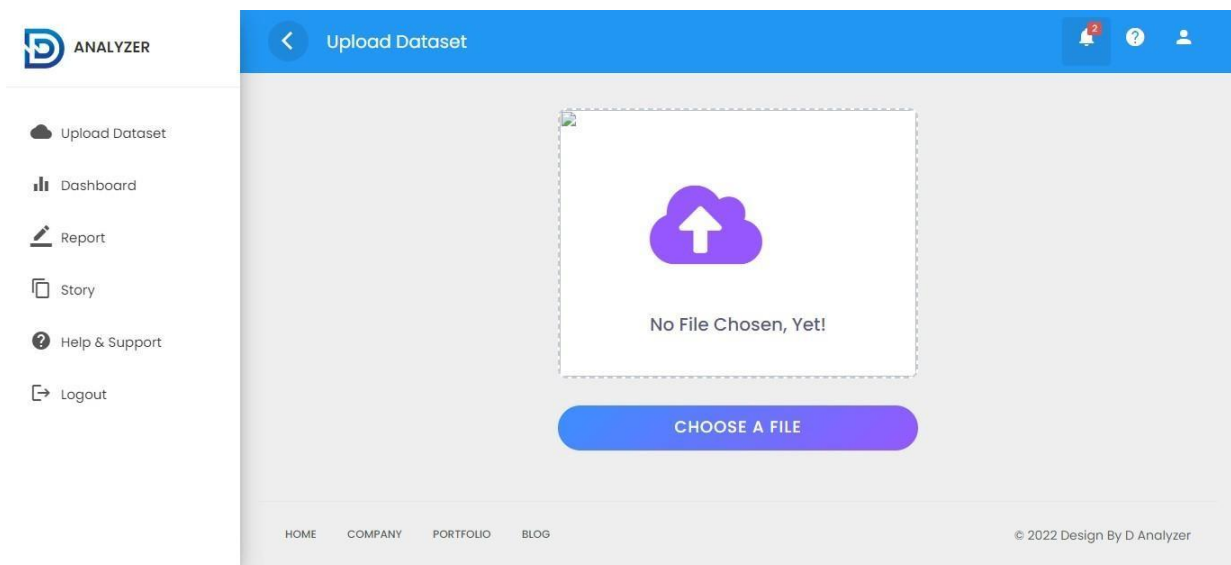 ANALYZER
Upload Dataset
2
Upload Dataset
Dashboard
Report
Story
Help & Support
Logout
No File Chosen, Yet!
CHOOSE A FILE
HOME COMPANY PORTFOLIO BLOG
© 2022 Design By D Analyzer